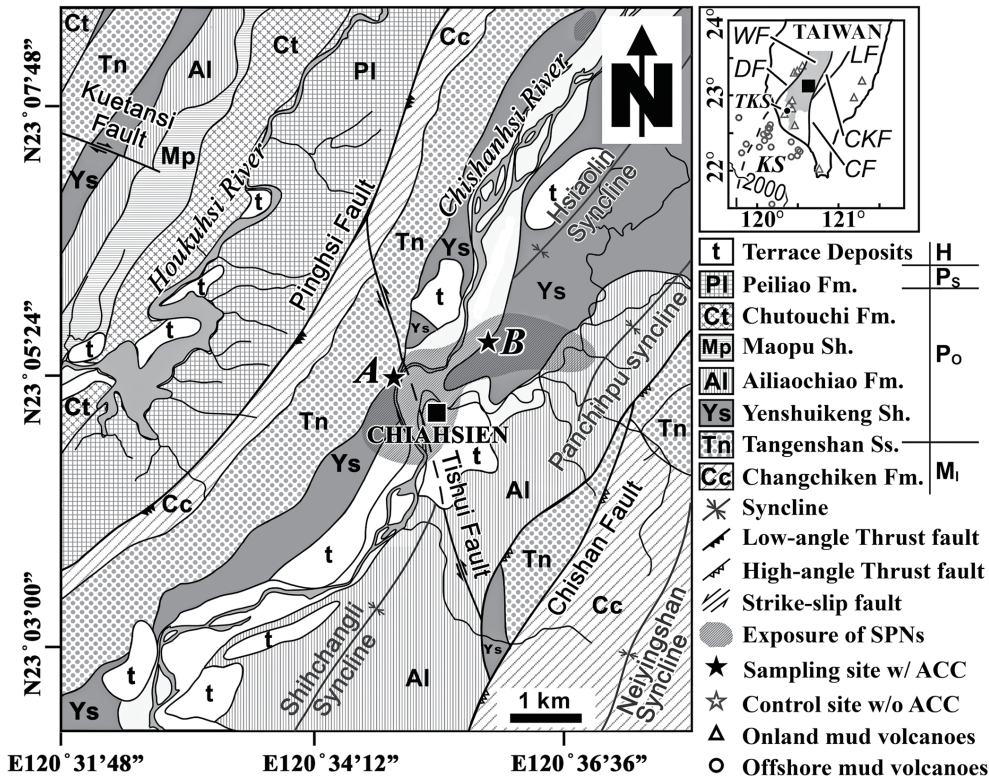 Ct
Tn
Al
Ct
Pl
Cc
N23°07'48"
Kuetansi
Fault
Mp
Ys
Houkuhsi River
Chishanhsi River
N
t
Hsiaolin
Syncline
t
Pinghsi Fault
Tn
Ys
t
t
Ys
t
Ys
Panchihpu syncline
N23°05'24"
t
B
A
Ct
CHIAHSIEN
Tn
Tn
Ys
t
Tishui Fault
Al
Cc
Chishan Fault
t
Tn
Cc
N23°03'00"
Shihchangli
Syncline
t
Ys
Neiyingshan
Syncline
t
t
Al
Ys
1 km
E120°31'48"
E120°34'12"
E120°36'36"
24°
23°
22°
WF
TAIWAN
DF
LF
TKS
CKF
KS
CF
-2000
120°
121°
t Terrace Deposits H
Pl Peiliao Fm. PS
Ct Chutouchi Fm.
Mp Maopu Sh. PO
Al Ailiaochiao Fm.
Ys Yenshuikeng Sh.
Tn Tangenshan Ss.
Cc Changchiken Fm. MI
Syncline
Low-angle Thrust fault
High-angle Thrust fault
Strike-slip fault
Exposure of SPNs
Sampling site w/ ACC
Control site w/o ACC
Onland mud volcanoes
Offshore mud volcanoes